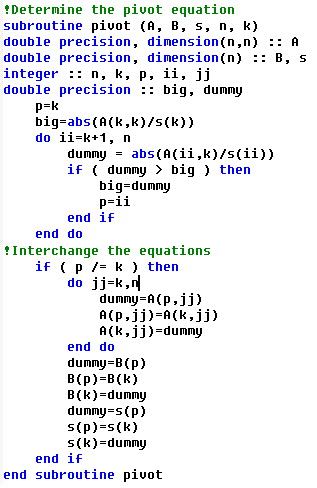 !Determine the pivot equation
subroutine pivot (A, B, s, n, k)
double precision, dimension(n,n) :: A
double precision, dimension(n) :: B, s
integer :: n, k, p, ii, jj
double precision :: big, dummy
p=k
big=abs(A(k,k)/s(k))
do ii=k+1, n
dummy = abs(A(ii,k)/s(ii))
if ( dummy > big ) then
big=dummy
p=ii
end if
end do
!Interchange the equations
if ( p /= k ) then
do jj=k,n
dummy=A(p,jj)
A(p,jj)=A(k,jj)
A(k,jj)=dummy
end do
dummy=B(p)
B(p)=B(k)
B(k)=dummy
dummy=s(p)
s(p)=s(k)
s(k)=dummy
end if
end subroutine pivot